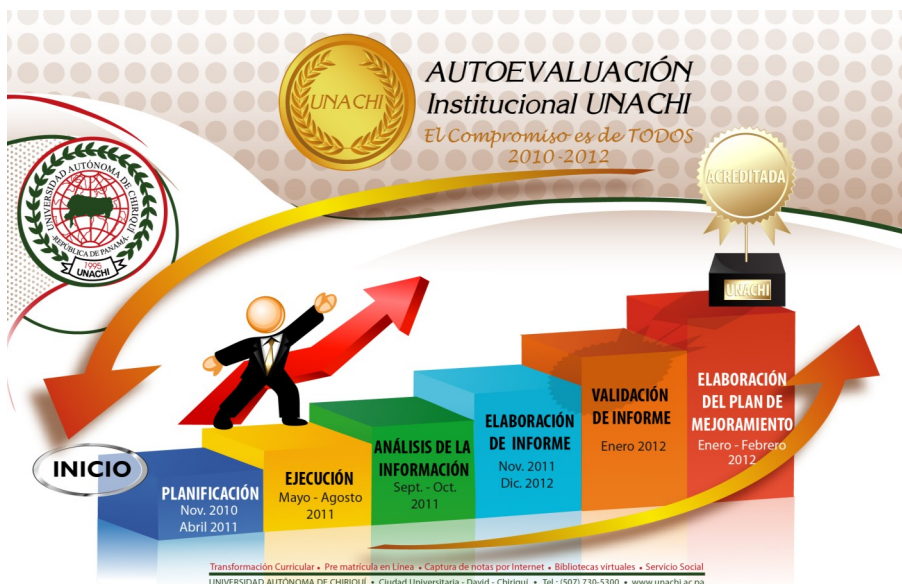 UNACHI
AUTOEVALUACIÓN
Institucional UNACHI
El Compromiso es de TODOS
2010-2012
UNIVERSIDAD AUTÓNOMA DE CHIRIQUÍ
REPÚBLICA DE PANAMÁ
1995
UNACHI
ACREDITADA
UNACHI
INICIO
PLANIFICACIÓN
Nov. 2010
Abril 2011
EJECUCIÓN
Mayo - Agosto
2011
ANÁLISIS DE LA
INFORMACIÓN
Sept. - Oct.
2011
ELABORACIÓN
DE INFORME
Nov. 2011
Dic. 2012
VALIDACIÓN
DE INFORME
Enero 2012
ELABORACIÓN
DEL PLAN DE
MEJORAMIENTO
Enero - Febrero
2012
Transformación Curricular • Pre matrícula en Línea • Captura de notas por Internet • Bibliotecas virtuales • Servicio Social
UNIVERSIDAD AUTÓNOMA DE CHIRIQUÍ • Ciudad Universitaria - David - Chiriquí • Tel.: (507) 730-5300 • www.unachi.ac.pa